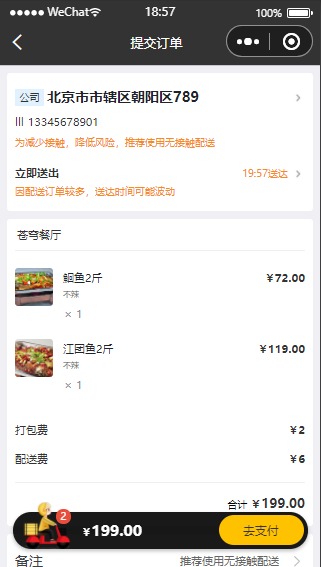 ●●●●● WeChat 18:57 100%
提交订单
公司 北京市市辖区朝阳区789
lll 13345678901
为减少接触，降低风险，推荐使用无接触配送
立即送出 19:57送达
因配送订单较多，送达时间可能波动
苍穹餐厅
鮰鱼2斤 ￥72.00
不辣
× 1
江团鱼2斤 ￥119.00
不辣
× 1
打包费 ￥2
配送费 ￥6
合计 ￥199.00
2 ￥199.00 去支付
备注 推荐使用无接触配送